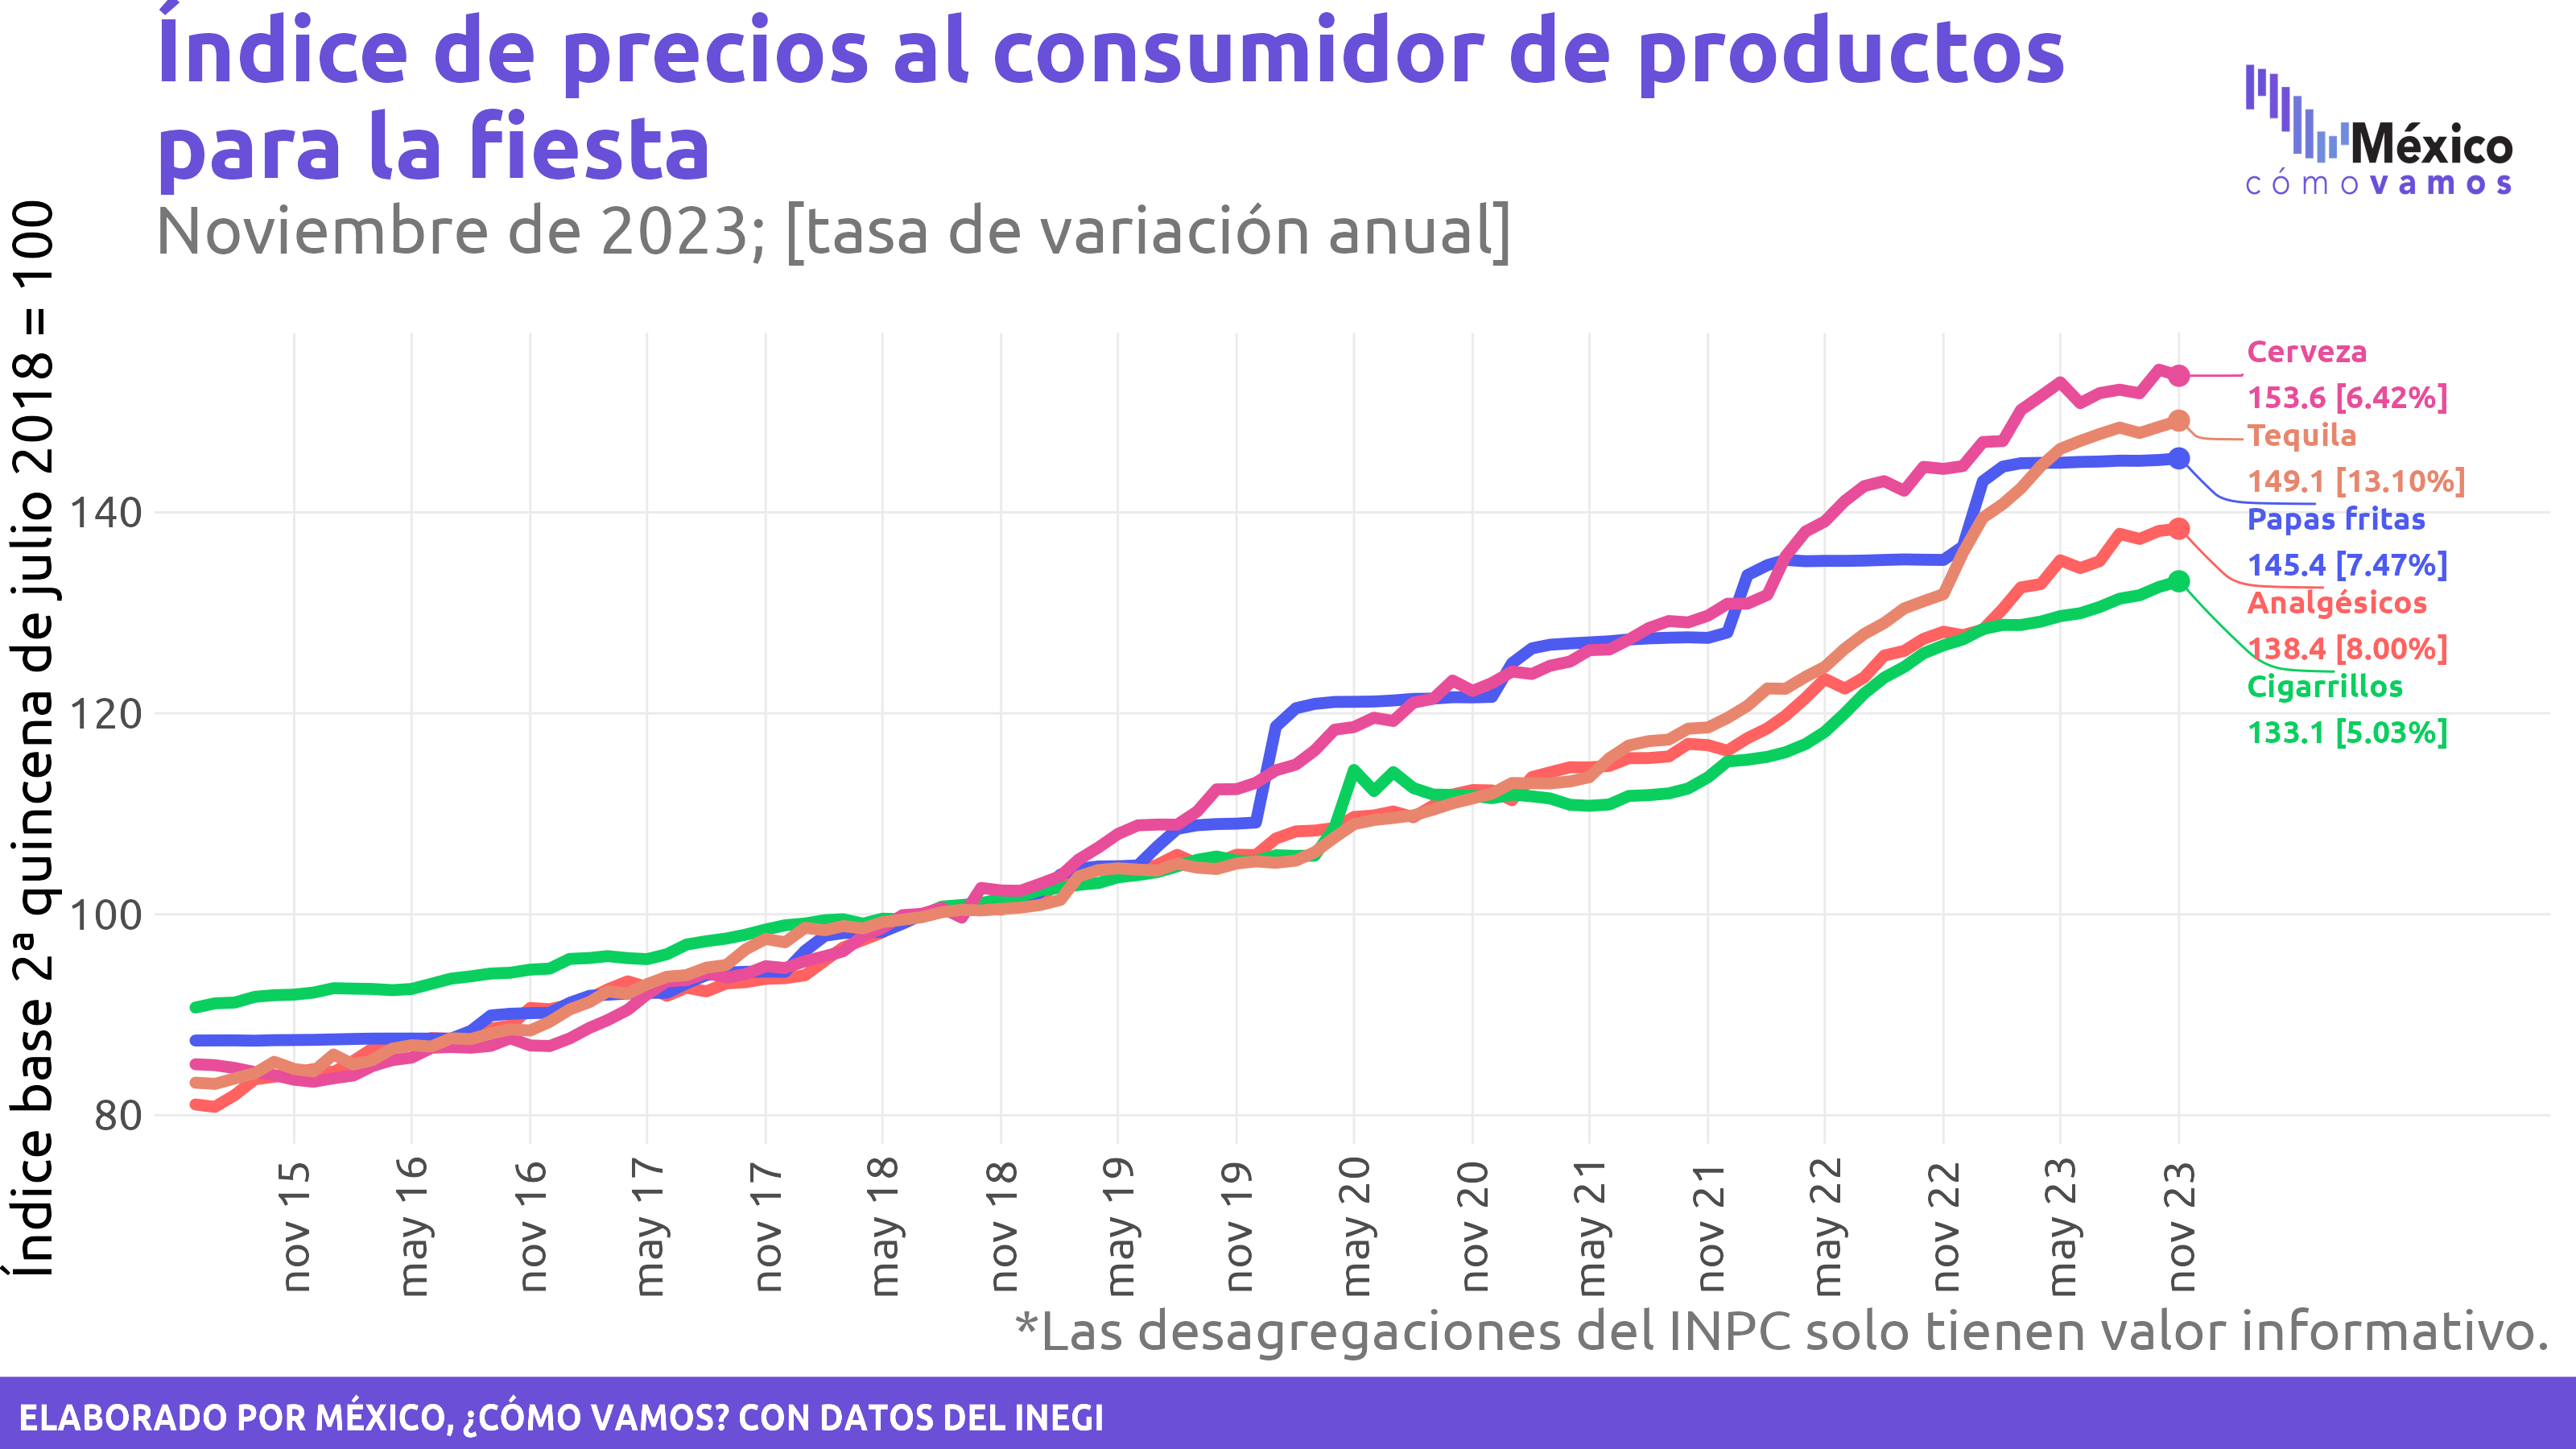 Índice de precios al consumidor de productos
para la fiesta
Noviembre de 2023; [tasa de variación anual]
México
cómo vamos
Índice base 2ª quincena de julio 2018 = 100
140
120
100
80
Cerveza
153.6 [6.42%]
Tequila
149.1 [13.10%]
Papas fritas
145.4 [7.47%]
Analgésicos
138.4 [8.00%]
Cigarrillos
133.1 [5.03%]
nov 15
may 16
nov 16
may 17
nov 17
may 18
nov 18
may 19
nov 19
may 20
nov 20
may 21
nov 21
may 22
nov 22
may 23
nov 23
*Las desagregaciones del INPC solo tienen valor informativo.
ELABORADO POR MÉXICO, ¿CÓMO VAMOS? CON DATOS DEL INEGI